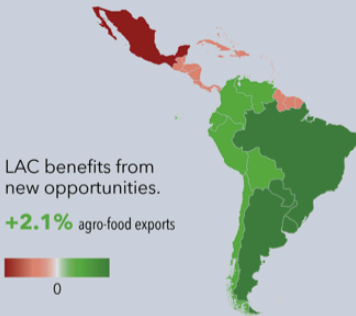 LAC benefits from
new opportunities.
+2.1% agro-food exports
0